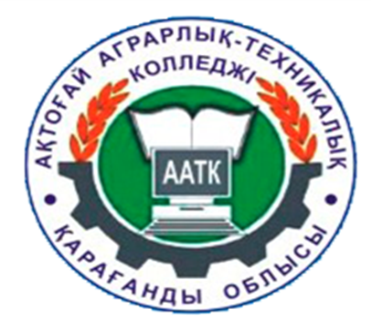 АҚТОҒАЙ АГРАРЛЫҚ-ТЕХНИКАЛЫҚ
КОЛЛЕДЖІ
ААТК
ҚАРАҒАНДЫ ОБЛЫСЫ